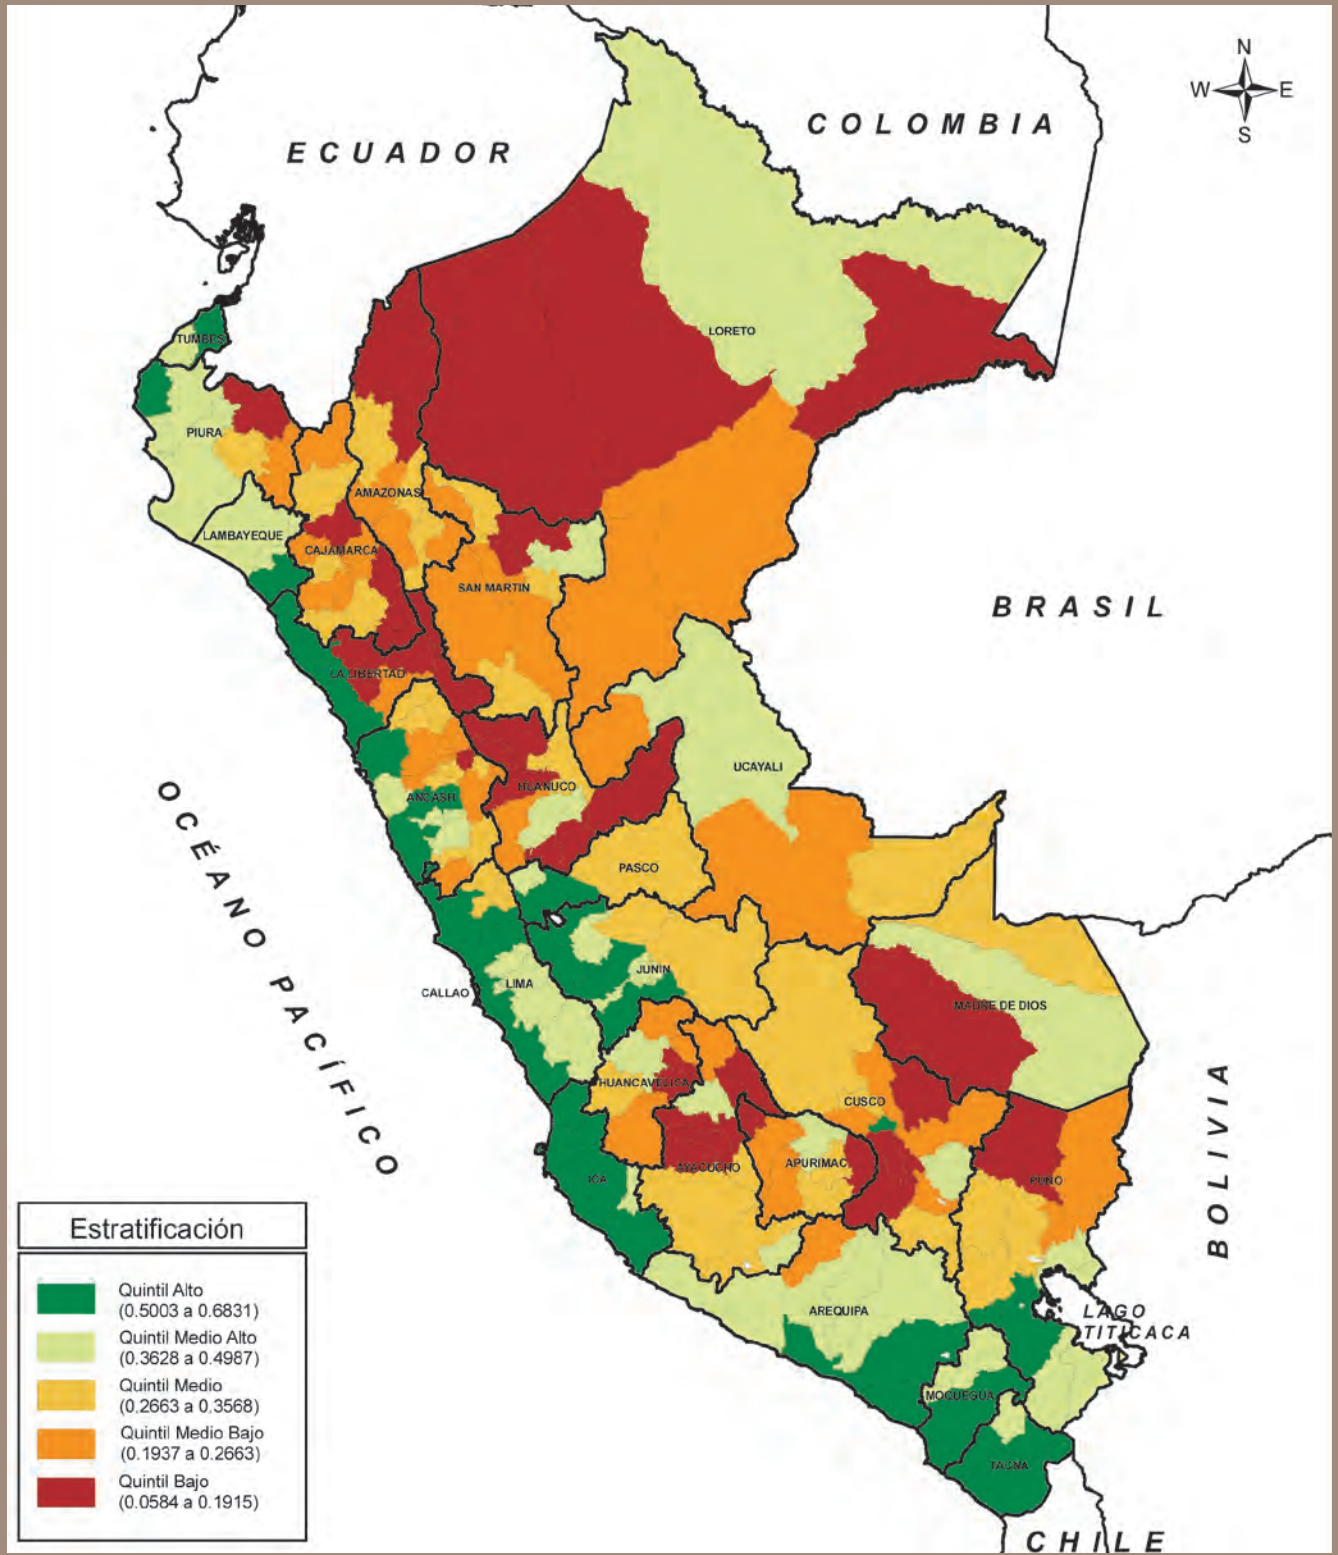 N
W E
S
COLOMBIA
ECUADOR
LORETO
TUMBES
PIURA
AMAZONAS
LAMBAYEQUE
CAJAMARCA
SAN MARTIN
BRASIL
LA LIBERTAD
UCAYALI
HUANUCO
ANCASH
PASCO
OCÉANO PACÍFICO
JUNIN
LIMA
CALLAO
MADRE DE DIOS
HUANCAVELICA
CUSCO
APURIMAC
AYACUCHO
ICA
PUNO
BOLIVIA
AREQUIPA
LAGO
TITICACA
MOQUEGUA
TACNA
CHILE
Estratificación
Quintil Alto
(0.5003 a 0.6831)
Quintil Medio Alto
(0.3628 a 0.4987)
Quintil Medio
(0.2663 a 0.3568)
Quintil Medio Bajo
(0.1937 a 0.2663)
Quintil Bajo
(0.0584 a 0.1915)